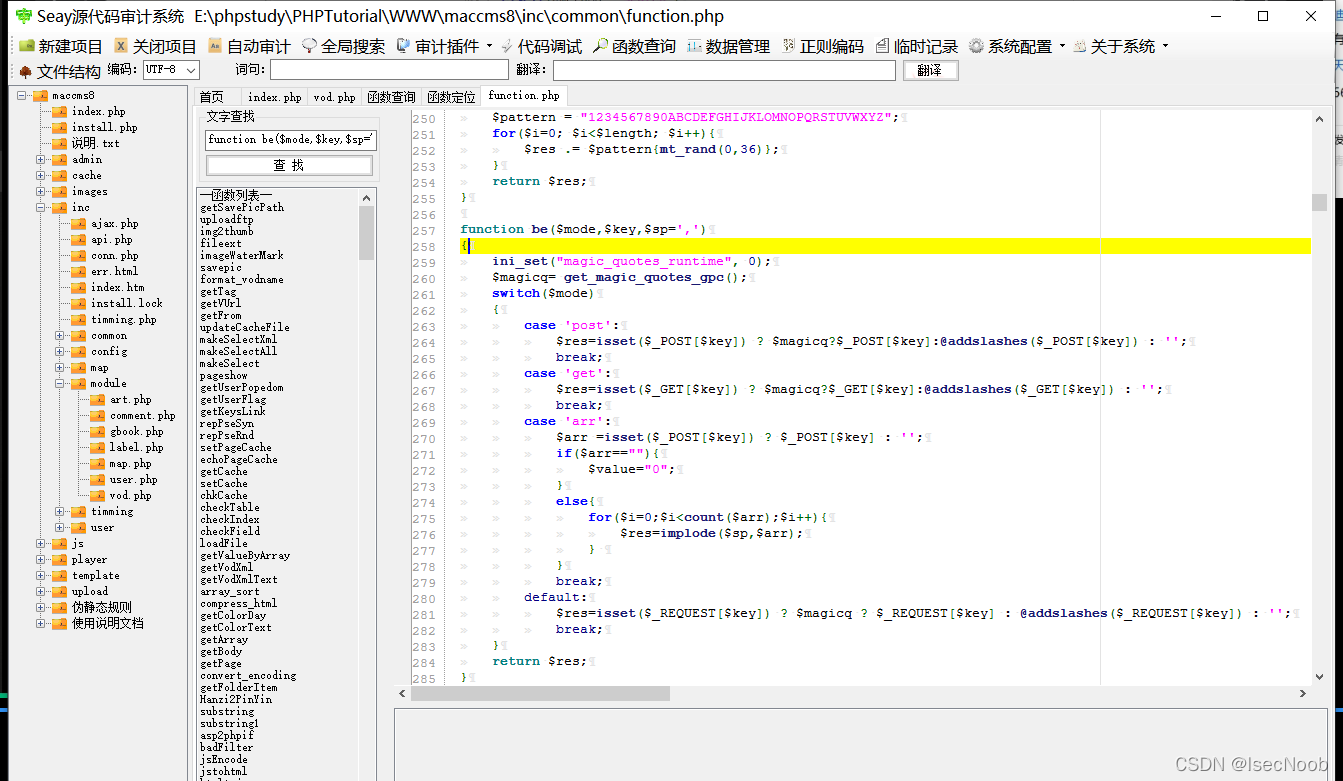 Seay源代码审计系统 E:\phpstudy\PHPTutorial\WWW\maccms8\inc\common\function.php
新建项目 关闭项目 自动审计 全局搜索 审计插件 代码调试 函数查询 数据管理 正则编码 临时记录 系统配置 关于系统
文件结构 编码: UTF-8 词句: 翻译: 翻译
maccms8
index.php
install.php
说明.txt
admin
cache
images
inc
ajax.php
api.php
conn.php
err.html
index.htm
install.lock
timming.php
common
config
map
module
art.php
comment.php
gbook.php
label.php
map.php
user.php
vod.php
timming
user
js
player
template
upload
伪静态规则
使用说明文档
首页 index.php vod.php 函数查询 函数定位 function.php
文字查找
function be($mode,$key,$sp='
查 找
函数列表
getSavePicPath
uploadftp
img2thumb
fileext
imageWaterMark
savepic
format_vodname
getTag
getVUrl
getFrom
updateCacheFile
makeSelectXml
makeSelectAll
makeSelect
pageshow
getUserPopedom
getUserFlag
getKeysLink
repPseSyn
repPseRnd
setPageCache
echoPageCache
getCache
setCache
chkCache
checkTable
checkIndex
checkField
loadFile
getValueByArray
getVodXml
getVodXmlText
array_sort
compress_html
getColorDay
getColorText
getArray
getBody
getPage
convert_encoding
getFolderItem
Hanzi2PinYin
substring
substring1
asp2phpif
badFilter
jsEncode
jstohtml
250 $pattern = "1234567890ABCDEFGHIJKLOMNOPQRSTUVWXYZ";
251 for($i=0; $i<$length; $i++){
252 $res .= $pattern{mt_rand(0,36)};
253 }
254 return $res;
255 }
256
257 function be($mode,$key,$sp=',')
258 {
259 ini_set("magic_quotes_runtime", 0);
260 $magicq= get_magic_quotes_gpc();
261 switch($mode)
262 {
263 case 'post':
264 $res=isset($_POST[$key]) ? $magicq?$_POST[$key]:@addslashes($_POST[$key]) : '';
265 break;
266 case 'get':
267 $res=isset($_GET[$key]) ? $magicq?$_GET[$key]:@addslashes($_GET[$key]) : '';
268 break;
269 case 'arr':
270 $arr =isset($_POST[$key]) ? $_POST[$key] : '';
271 if($arr==""){
272 $value="0";
273 }
274 else{
275 for($i=0;$i<count($arr);$i++){
276 $res=implode($sp,$arr);
277 }
278 }
279 break;
280 default:
281 $res=isset($_REQUEST[$key]) ? $magicq ? $_REQUEST[$key] : @addslashes($_REQUEST[$key]) : '';
282 break;
283 }
284 return $res;
285 }
CSDN @IsecNoob